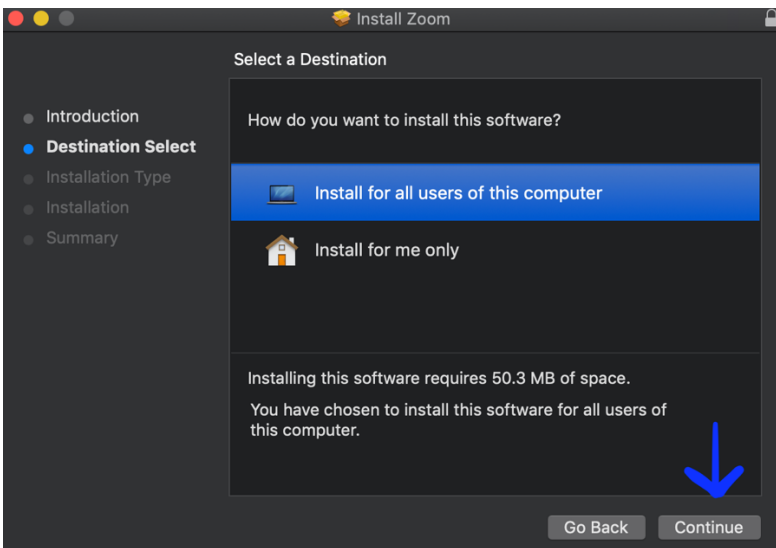 Install Zoom
Select a Destination
Introduction
Destination Select
Installation Type
Installation
Summary
How do you want to install this software?
Install for all users of this computer
Install for me only
Installing this software requires 50.3 MB of space.
You have chosen to install this software for all users of
this computer.
Go Back
Continue